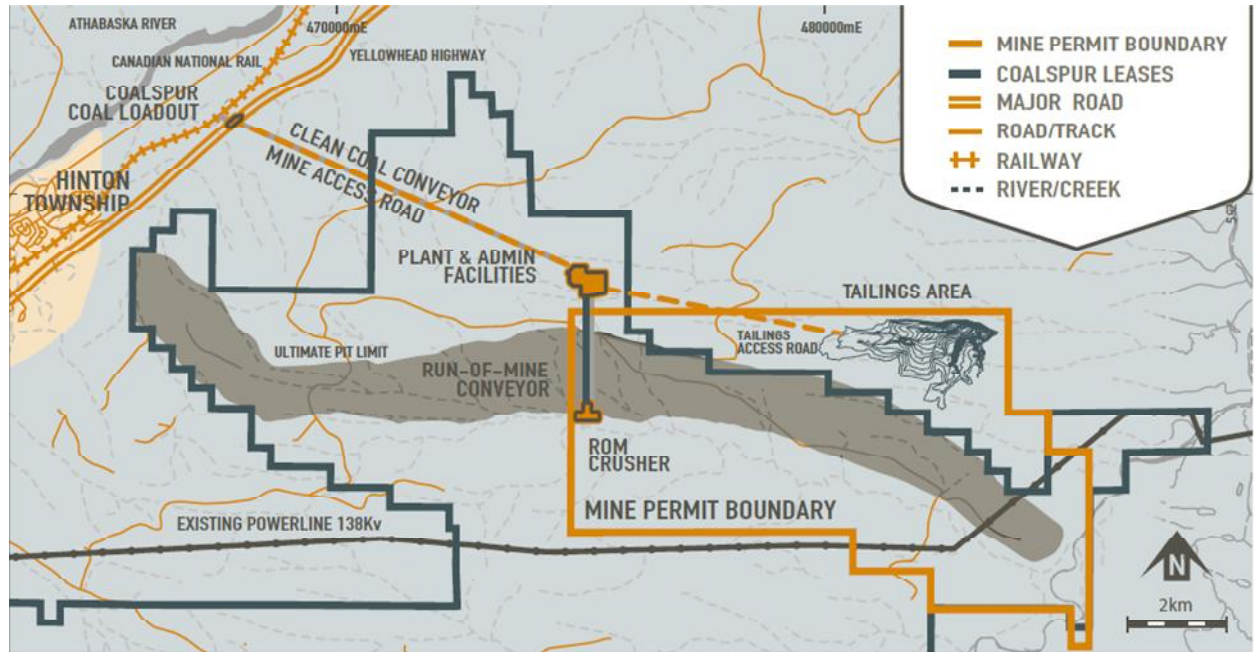 ATHABASKA RIVER
470000mE
480000mE
CANADIAN NATIONAL RAIL
YELLOWHEAD HIGHWAY
COALSPUR
COAL LOADOUT
CLEAN COAL CONVEYOR
MINE ACCESS ROAD
HINTON
TOWNSHIP
PLANT & ADMIN
FACILITIES
TAILINGS AREA
TAILINGS
ACCESS ROAD
ULTIMATE PIT LIMIT
RUN-OF-MINE
CONVEYOR
ROM
CRUSHER
MINE PERMIT BOUNDARY
EXISTING POWERLINE 138Kv
MINE PERMIT BOUNDARY
COALSPUR LEASES
MAJOR ROAD
ROAD/TRACK
RAILWAY
RIVER/CREEK
N
2km